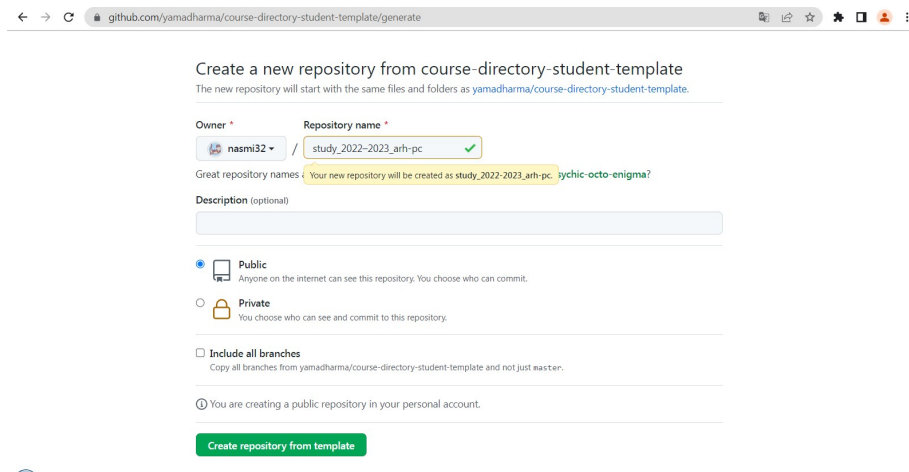 github.com/yamadharma/course-directory-student-template/generate
Create a new repository from course-directory-student-template
The new repository will start with the same files and folders as yamadharma/course-directory-student-template.
Owner * Repository name *
nasmi32 / study_2022–2023_arh-pc
Great repository names Your new repository will be created as study_2022-2023_arh-pc. sychic-octo-enigma?
Description (optional)
Public
Anyone on the internet can see this repository. You choose who can commit.
Private
You choose who can see and commit to this repository.
Include all branches
Copy all branches from yamadharma/course-directory-student-template and not just master.
You are creating a public repository in your personal account.
Create repository from template